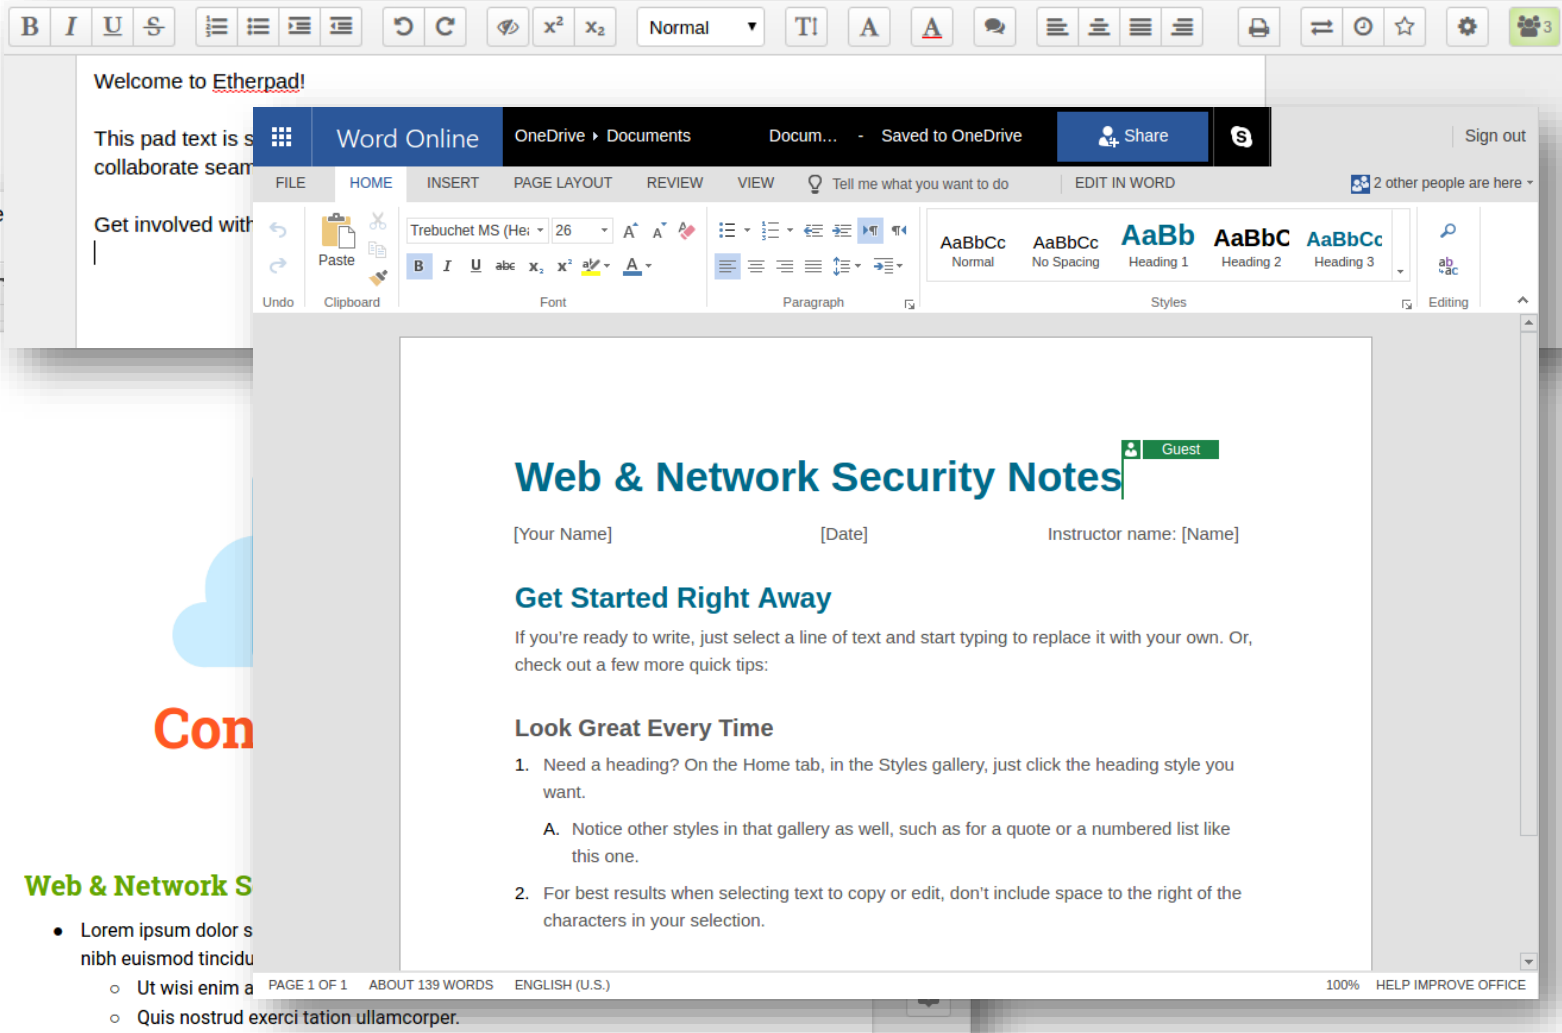 Normal
3
Welcome to Etherpad!
This pad text is s
collaborate seam
Get involved with
Word Online
OneDrive Documents
Docum... - Saved to OneDrive
Share
Sign out
FILE HOME INSERT PAGE LAYOUT REVIEW VIEW Tell me what you want to do EDIT IN WORD
2 other people are here
Paste
Trebuchet MS (Hea 26
AaBbCc AaBbCc AaBb AaBbC AaBbCc
Normal No Spacing Heading 1 Heading 2 Heading 3
Undo Clipboard Font Paragraph Styles Editing
Guest
Web & Network Security Notes
[Your Name] [Date] Instructor name: [Name]
Get Started Right Away
If you’re ready to write, just select a line of text and start typing to replace it with your own. Or,
check out a few more quick tips:
Look Great Every Time
1. Need a heading? On the Home tab, in the Styles gallery, just click the heading style you
want.
A. Notice other styles in that gallery as well, such as for a quote or a numbered list like
this one.
2. For best results when selecting text to copy or edit, don’t include space to the right of the
characters in your selection.
PAGE 1 OF 1 ABOUT 139 WORDS ENGLISH (U.S.) 100% HELP IMPROVE OFFICE
Con
Web & Network S
● Lorem ipsum dolor s
nibh euismod tincidu
○ Ut wisi enim a
○ Quis nostrud exerci tation ullamcorper.